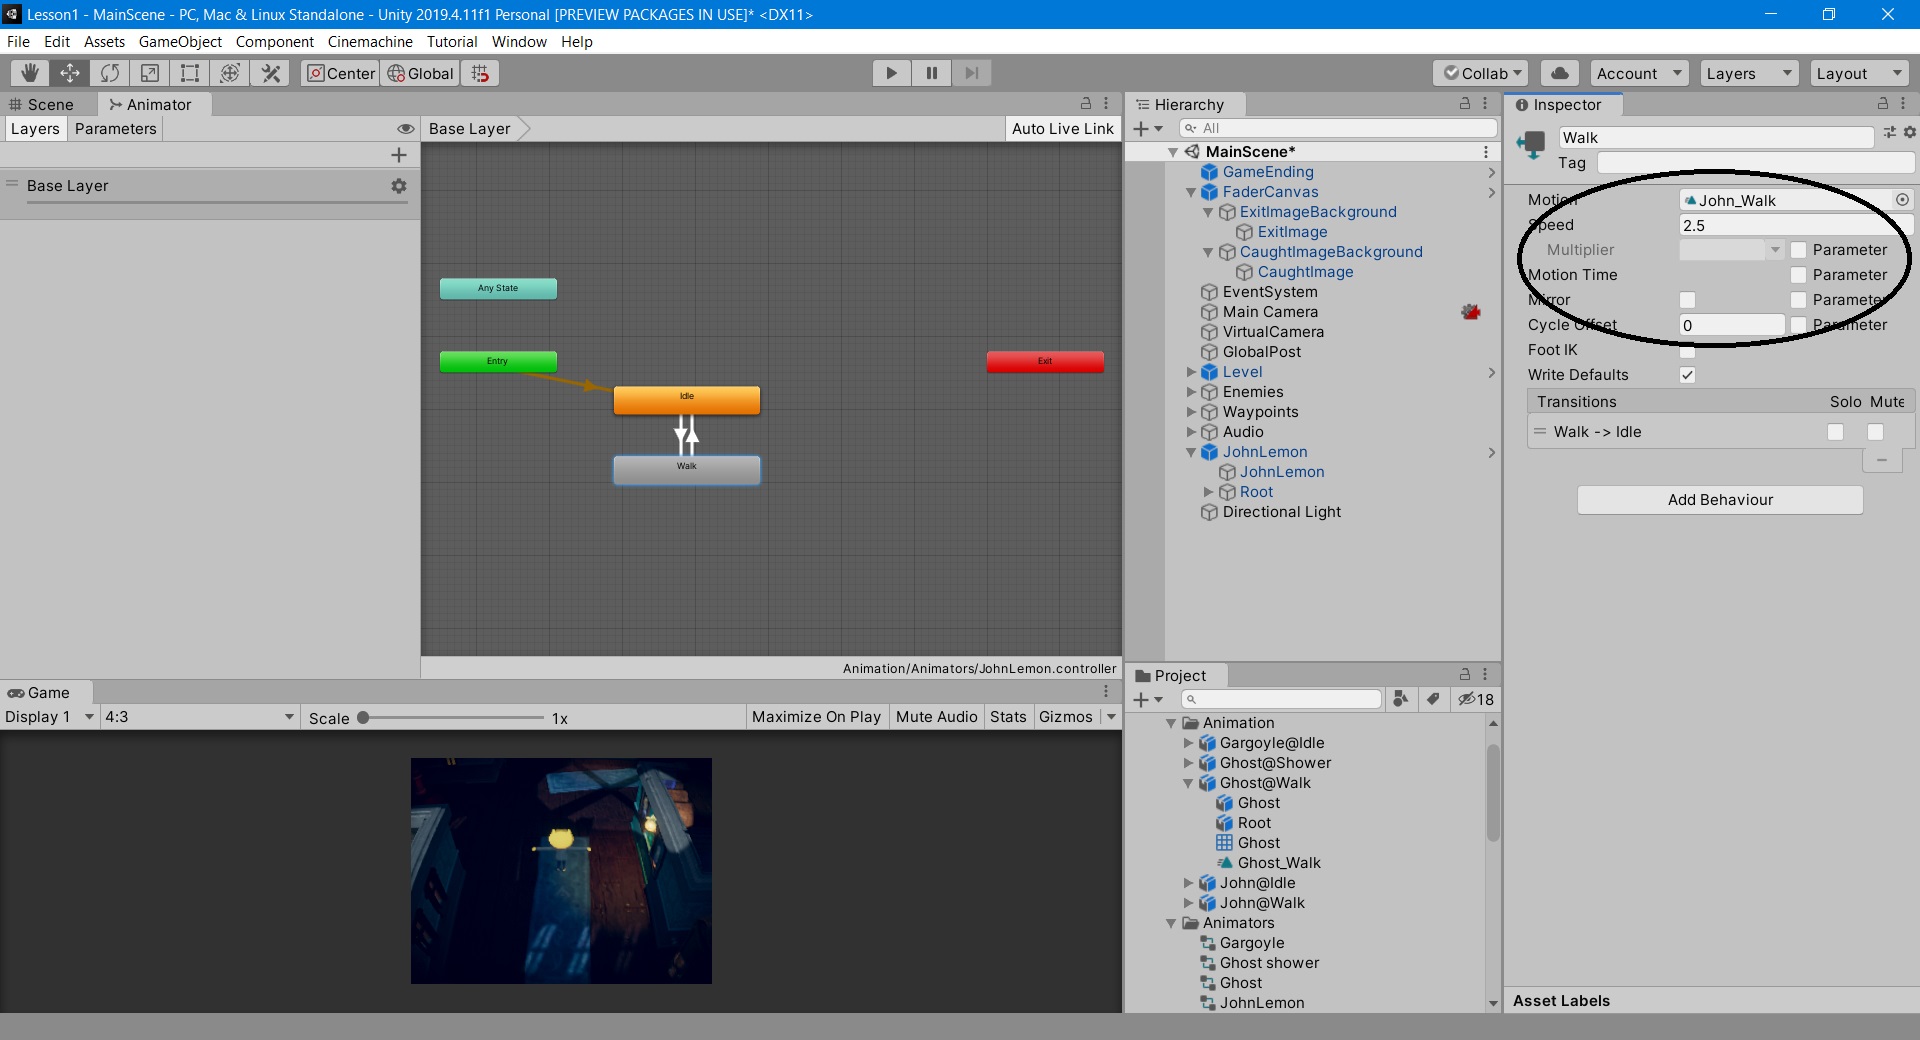 Lesson1 - MainScene - PC, Mac & Linux Standalone - Unity 2019.4.11f1 Personal [PREVIEW PACKAGES IN USE]* <DX11>
File Edit Assets GameObject Component Cinemachine Tutorial Window Help
Center Global Collab Account Layers Layout
Scene Animator
Layers Parameters
Base Layer
Auto Live Link
Base Layer
Any State
Entry
Exit
Idle
Walk
Animation/Animators/JohnLemon.controller
Game
Display 1 4:3 Scale 1x Maximize On Play Mute Audio Stats Gizmos
Hierarchy
All
MainScene*
GameEnding
FaderCanvas
ExitImageBackground
ExitImage
CaughtImageBackground
CaughtImage
EventSystem
Main Camera
VirtualCamera
GlobalPost
Level
Enemies
Waypoints
Audio
JohnLemon
JohnLemon
Root
Directional Light
Project
18
Animation
Gargoyle@Idle
Ghost@Shower
Ghost@Walk
Ghost
Root
Ghost
Ghost_Walk
John@Idle
John@Walk
Animators
Gargoyle
Ghost shower
Ghost
JohnLemon
Inspector
Walk
Tag
Motion John_Walk
Speed 2.5
Multiplier Parameter
Motion Time Parameter
Mirror Parameter
Cycle Offset 0 Parameter
Foot IK
Write Defaults
Transitions Solo Mute
Walk -> Idle
Add Behaviour
Asset Labels